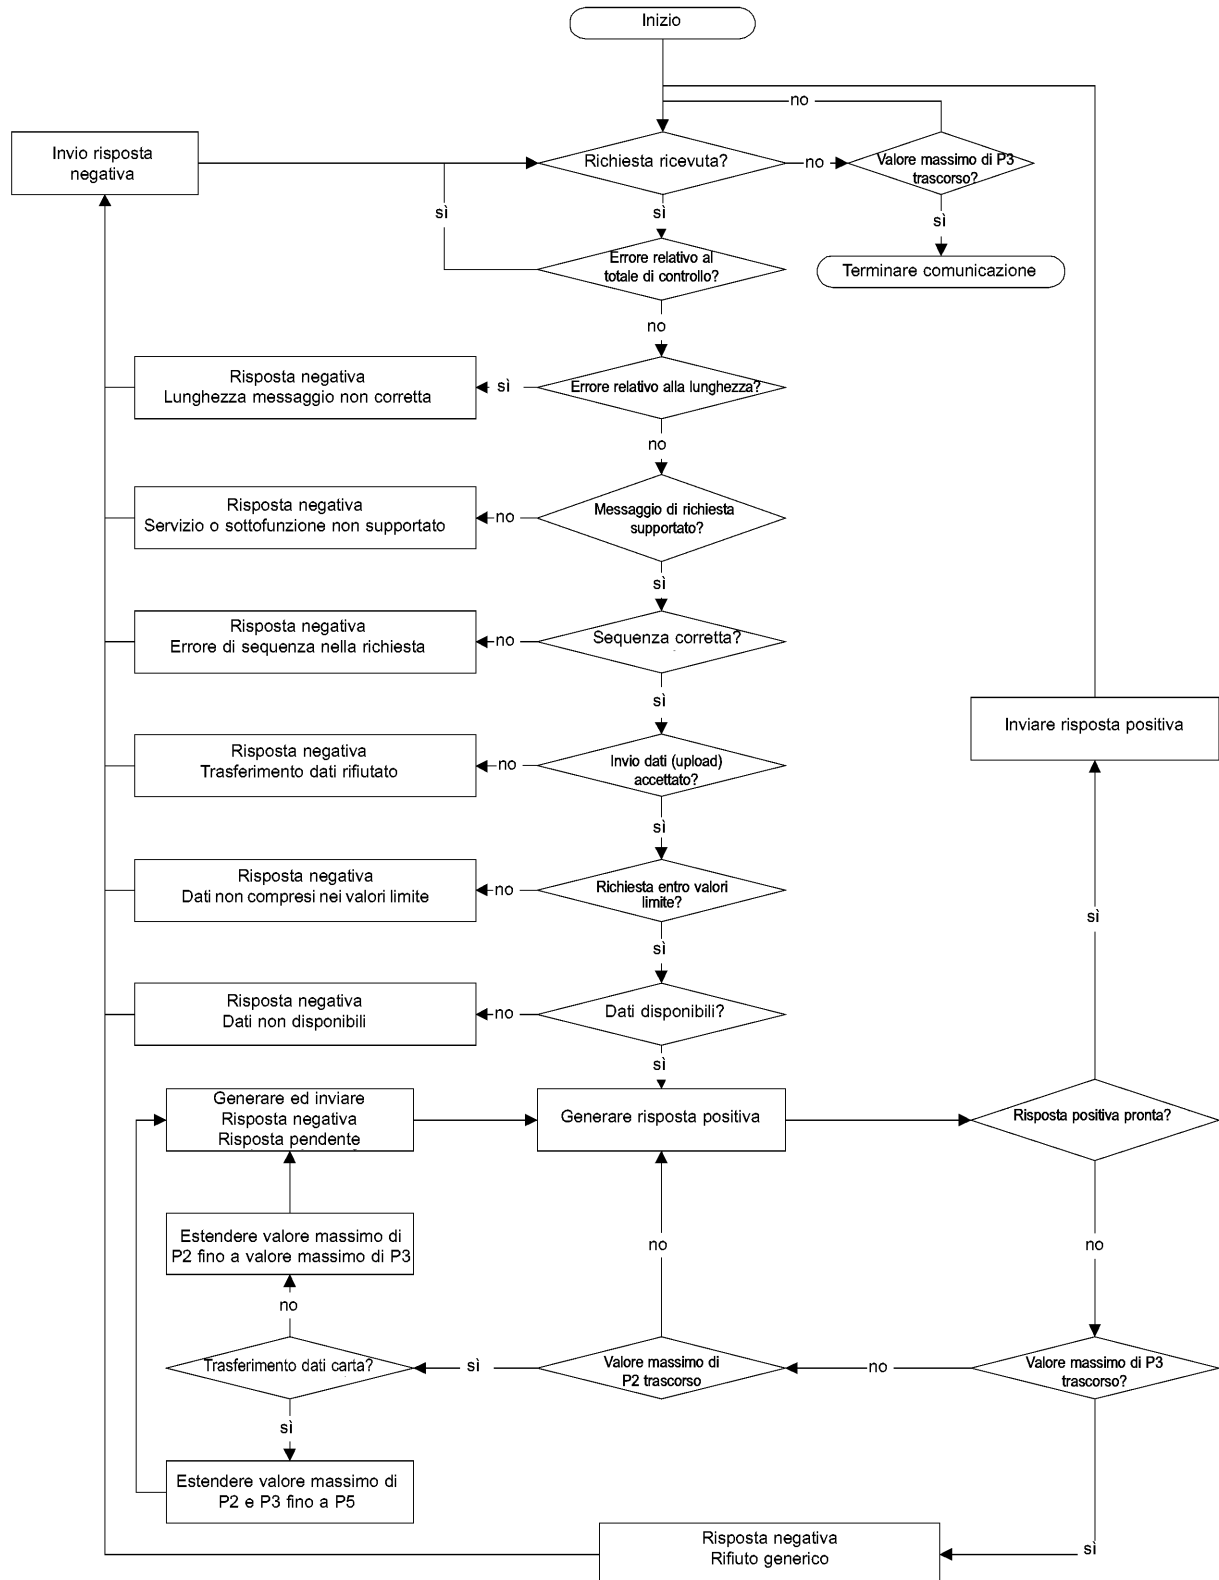 Inizio
no
Invio risposta
negativa
Richiesta ricevuta?
no
Valore massimo di P3
trascorso?
sì
sì
sì
Errore relativo al
totale di controllo?
Terminare comunicazione
no
Risposta negativa
Lunghezza messaggio non corretta
sì
Errore relativo alla lunghezza?
no
Risposta negativa
Servizio o sottofunzione non supportato
no
Messaggio di richiesta
supportato?
sì
Risposta negativa
Errore di sequenza nella richiesta
no
Sequenza corretta?
sì
Inviare risposta positiva
Risposta negativa
Trasferimento dati rifiutato
no
Invio dati (upload)
accettato?
sì
Risposta negativa
Dati non compresi nei valori limite
no
Richiesta entro valori
limite?
sì
sì
Risposta negativa
Dati non disponibili
no
Dati disponibili?
sì
Generare ed inviare
Risposta negativa
Risposta pendente
Generare risposta positiva
Risposta positiva pronta?
Estendere valore massimo di
P2 fino a valore massimo di P3
no
no
no
Trasferimento dati carta?
sì
Valore massimo di
P2 trascorso
no
Valore massimo di P3
trascorso?
sì
Estendere valore massimo di
P2 e P3 fino a P5
Risposta negativa
Rifiuto generico
sì